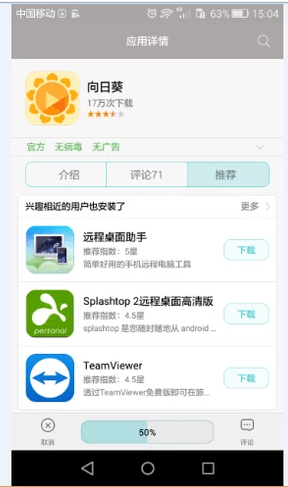 中国移动 63% 15:04
应用详情
向日葵
17万次下载
官方 无病毒 无广告
介绍 评论71 推荐
兴趣相近的用户也安装了 更多
远程桌面助手
推荐指数：5星
简单好用的手机远程电脑工具
下载
Splashtop 2远程桌面高清版
推荐指数：4.5星
splashtop 是您随时随地从 android ...
下载
personal
TeamViewer
推荐指数：4.5星
透过TeamViewer免费版即可在旅...
下载
取消 50% 评论